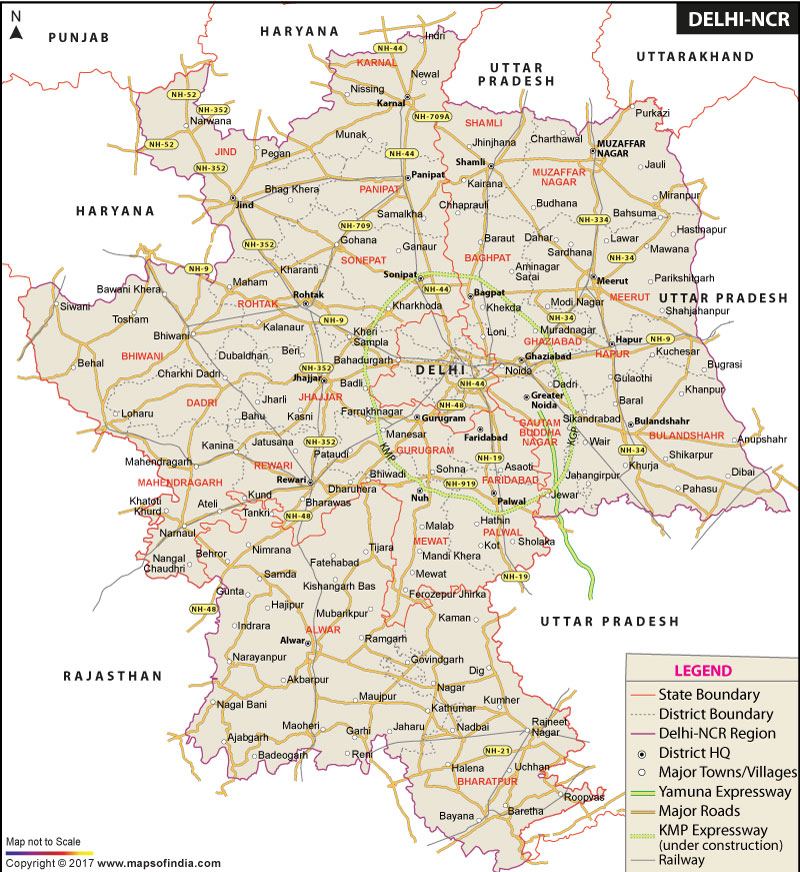 N
DELHI-NCR
PUNJAB
HARYANA
UTTAR
PRADESH
UTTARAKHAND
Indri
NH-44
KARNAL
Newal
Nissing
Karnal
NH-709A
NH-52
NH-352
Narwana
NH-52
JIND
Pegan
NH-352
Munak
NH-44
SHAMLI
Jhinjhana
Charthawal
Purkazi
MUZAFFAR
NAGAR
Shamli
Jauli
Panipat
PANIPAT
Kairana
MUZAFFAR
NAGAR
Miranpur
Bhag Khera
Jind
Samalkha
Chhaprauli
Budhana
Bahsuma
HARYANA
NH-709
NH-334
Hastinapur
NH-352
Gohana
Ganaur
Baraut
Dahar
Lawar
Mawana
SONEPAT
BAGHPAT
Sardhana
NH-34
NH-9
Kharanti
Sonipat
Aminagar
Sarai
Meerut
Parikshitgarh
Bawani Khera
Maham
NH-44
Bagpat
MEERUT
UTTAR PRADESH
Siwani
ROHTAK
Rohtak
Kharkhoda
Khekda
Modi Nagar
Shahjahanpur
Tosham
NH-9
NH-34
Kalanaur
Kheri
Sampla
Loni
Muradnagar
Bhiwani
GHAZIABAD
Hapur
NH-9
BHIWANI
Dubaldhan
Beri
Bahadurgarh
Ghaziabad
HAPUR
Kuchesar
Behal
NH-352
DELHI
Noida
Bugrasi
Charkhi Dadri
Jhajjar
Badli
NH-44
Dadri
Gulaothi
Khanpur
DADRI
Jharli
JHAJJAR
NH-48
Greater
Noida
Baral
Loharu
Bahu
Kasni
Farrukhnagar
Gurugram
Sikandrabad
Bulandshahr
GAUTAM
BUDDHA
NAGAR
KGP
BULANDSHAHR
Manesar
Faridabad
Wair
Anupshahr
Kanina
Jatusana
NH-352
Pataudi
KMP
GURUGRAM
NH-19
NH-34
Shikarpur
Mahendragarh
REWARI
Sohna
Asaoti
Khurja
Dibai
MAHENDRAGARH
Rewari
Bhiwadi
NH-919
FARIDABAD
Jahangirpur
Pahasu
Khatoti
Khurd
Ateli
Kund
Dharuhera
Nuh
Palwal
Jewar
Tankri
Bharawas
NH-48
Malab
Hathin
PALWAL
Narnaul
Behror
Nimrana
Tijara
MEWAT
Kot
Sholaka
Nangal
Chaudhri
Fatehabad
Mandi Khera
Samda
Kishangarh Bas
Mewat
NH-19
Gunta
Ferozepur Jhirka
NH-48
Hajipur
Mubarikpur
Kaman
UTTAR PRADESH
Indrara
ALWAR
Alwar
Ramgarh
Narayanpur
Govindgarh
RAJASTHAN
Akbarpur
Dig
Nagar
Nagal Bani
Maujpur
Kumher
Kathumar
Ajabgarh
Maoheri
Garhi
Jaharu
Nadbai
Rajneet
Nagar
Badeogarh
Reni
NH-21
Halena
Uchhan
BHARATPUR
Roopvas
Baretha
Bayana
LEGEND
State Boundary
District Boundary
Delhi-NCR Region
District HQ
Major Towns/Villages
Yamuna Expressway
Major Roads
KMP Expressway
(under construction)
Railway
Map not to Scale
Copyright © 2017 www.mapsofindia.com